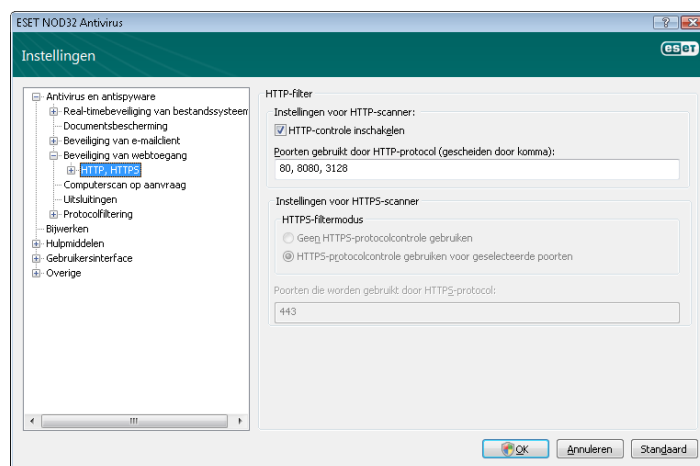 ESET NOD32 Antivirus
Instellingen
eset
Antivirus en antispyware
Real-timebeveiliging van bestandssysteem
Documentsbescherming
Beveiliging van e-mailclient
Beveiliging van webtoegang
HTTP, HTTPS
Computerscan op aanvraag
Uitsluitingen
Protocolfiltering
Bijwerken
Hulpmiddelen
Gebruikersinterface
Overige
HTTP-filter
Instellingen voor HTTP-scanner:
HTTP-controle inschakelen
Poorten gebruikt door HTTP-protocol (gescheiden door komma):
80, 8080, 3128
Instellingen voor HTTPS-scanner
HTTPS-filtermodus
Geen HTTPS-protocolcontrole gebruiken
HTTPS-protocolcontrole gebruiken voor geselecteerde poorten
Poorten die worden gebruikt door HTTPS-protocol:
443
OK
Annuleren
Standaard